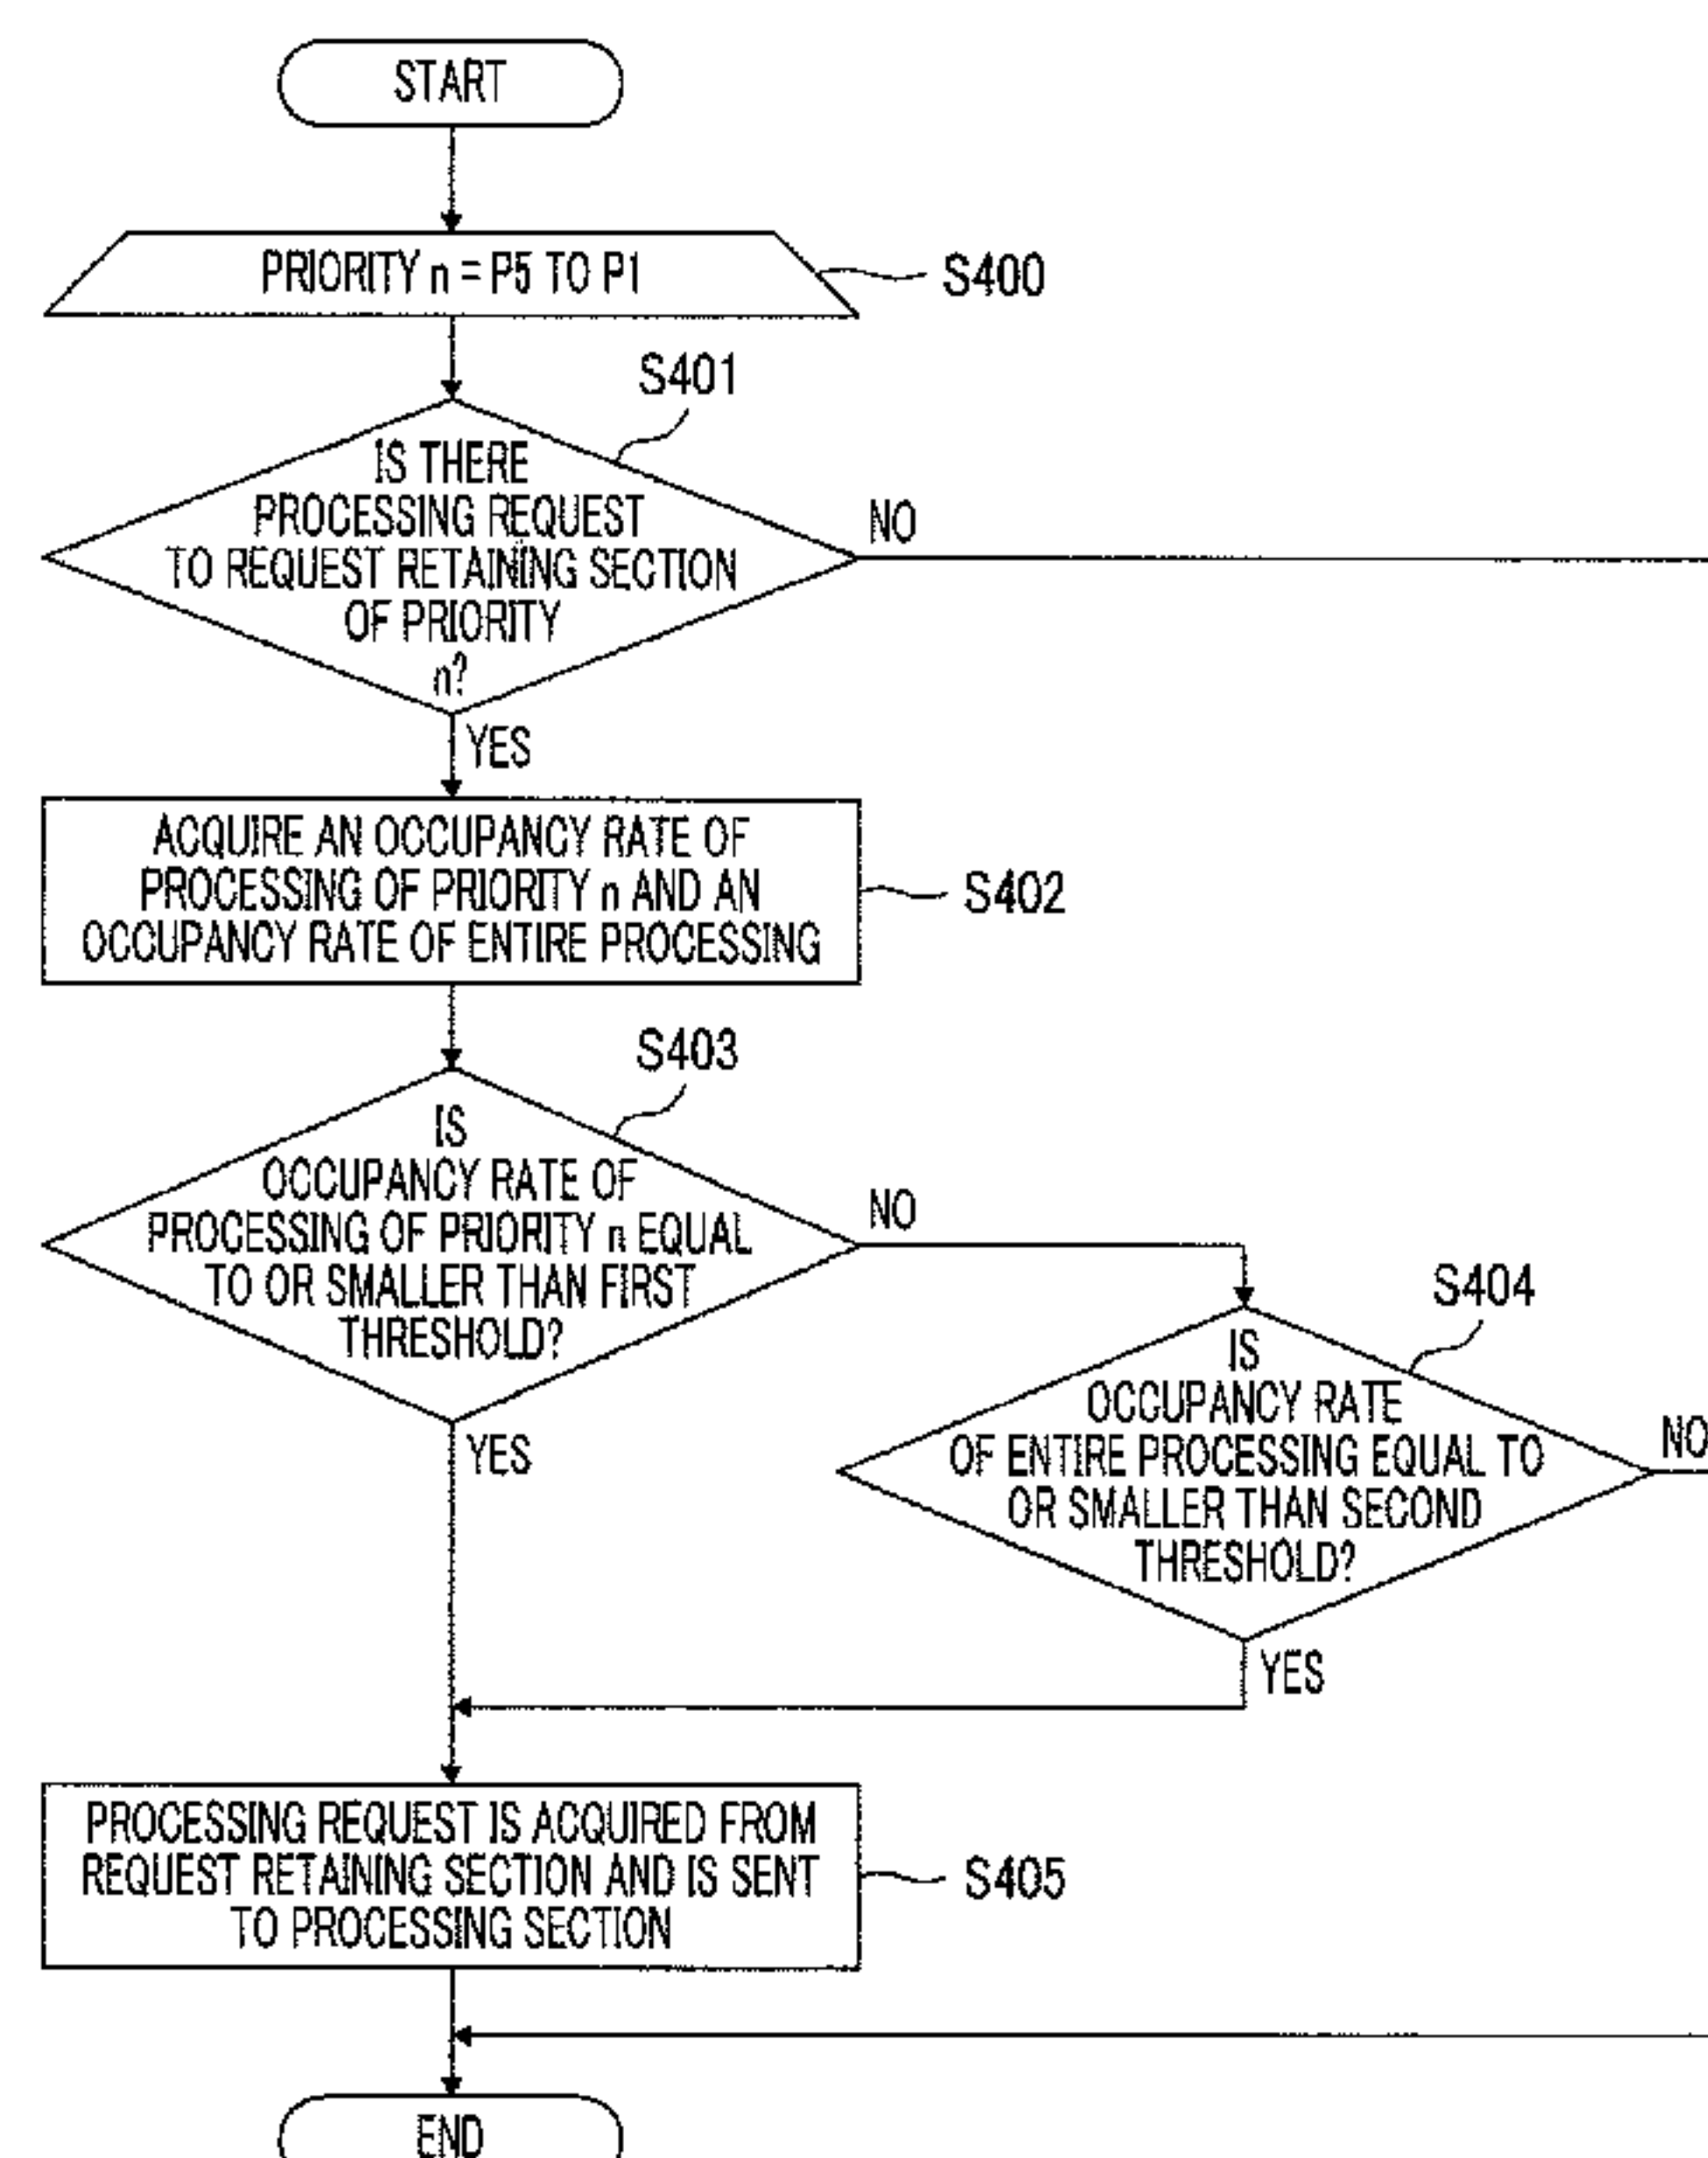 START
PRIORITY n = P5 TO P1
S400
S401
IS THERE
PROCESSING REQUEST
TO REQUEST RETAINING SECTION
OF PRIORITY
n?
NO
YES
ACQUIRE AN OCCUPANCY RATE OF
PROCESSING OF PRIORITY n AND AN
OCCUPANCY RATE OF ENTIRE PROCESSING
S402
S403
IS
OCCUPANCY RATE OF
PROCESSING OF PRIORITY n EQUAL
TO OR SMALLER THAN FIRST
THRESHOLD?
NO
YES
S404
IS
OCCUPANCY RATE
OF ENTIRE PROCESSING EQUAL TO
OR SMALLER THAN SECOND
THRESHOLD?
NO
YES
PROCESSING REQUEST IS ACQUIRED FROM
REQUEST RETAINING SECTION AND IS SENT
TO PROCESSING SECTION
S405
END